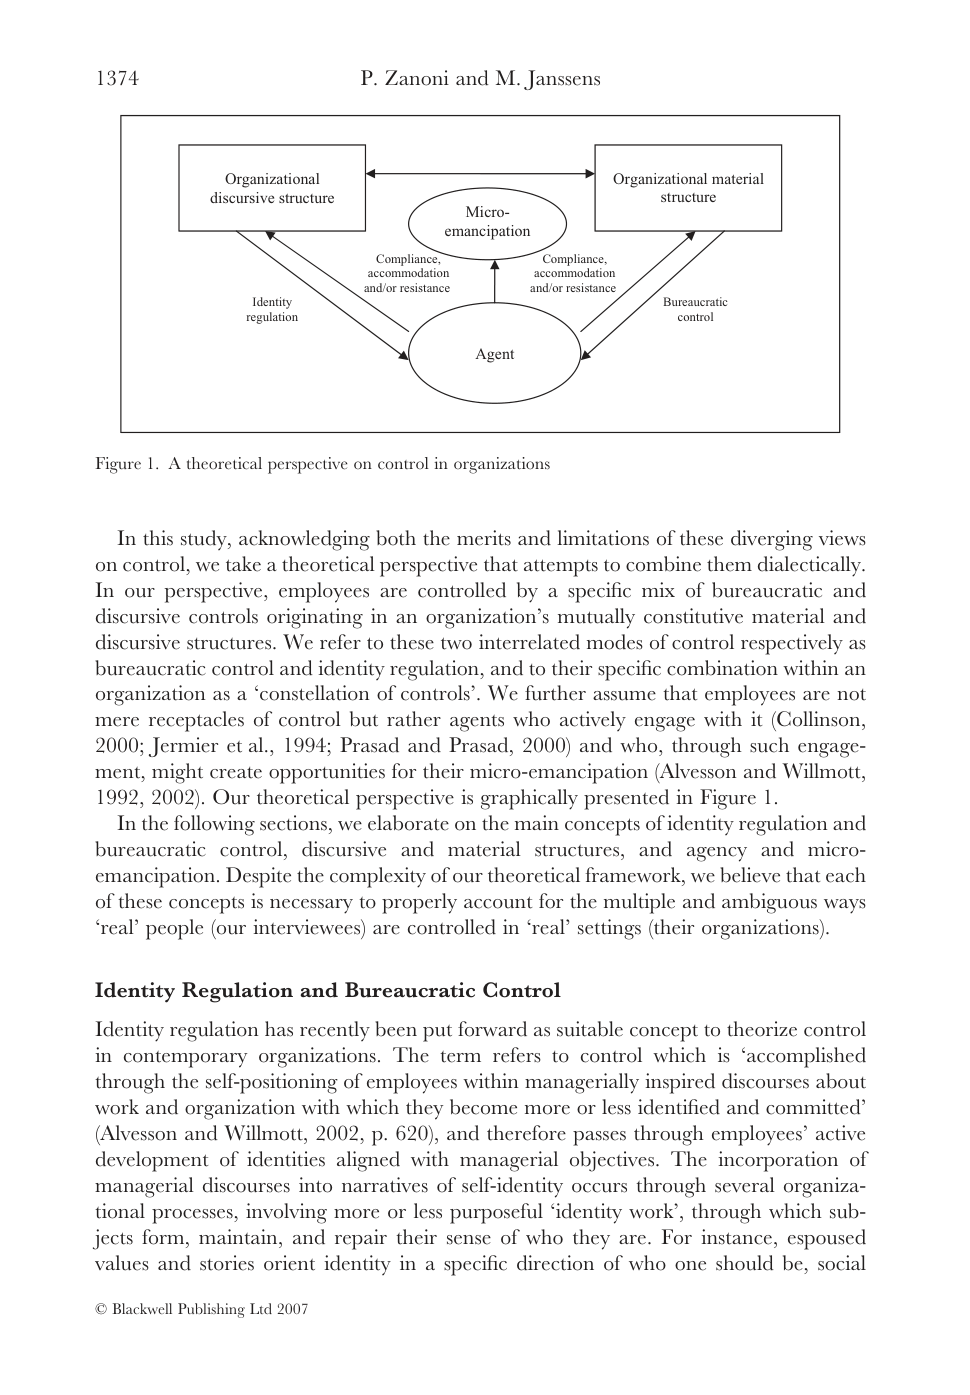 1374
P. Zanoni and M. Janssens
Organizational
discursive structure
Organizational material
structure
Micro-
emancipation
Compliance,
accommodation
and/or resistance
Compliance,
accommodation
and/or resistance
Identity
regulation
Bureaucratic
control
Agent
Figure 1. A theoretical perspective on control in organizations
In this study, acknowledging both the merits and limitations of these diverging views
on control, we take a theoretical perspective that attempts to combine them dialectically.
In our perspective, employees are controlled by a specific mix of bureaucratic and
discursive controls originating in an organization’s mutually constitutive material and
discursive structures. We refer to these two interrelated modes of control respectively as
bureaucratic control and identity regulation, and to their specific combination within an
organization as a ‘constellation of controls’. We further assume that employees are not
mere receptacles of control but rather agents who actively engage with it (Collinson,
2000; Jermier et al., 1994; Prasad and Prasad, 2000) and who, through such engage-
ment, might create opportunities for their micro-emancipation (Alvesson and Willmott,
1992, 2002). Our theoretical perspective is graphically presented in Figure 1.
In the following sections, we elaborate on the main concepts of identity regulation and
bureaucratic control, discursive and material structures, and agency and micro-
emancipation. Despite the complexity of our theoretical framework, we believe that each
of these concepts is necessary to properly account for the multiple and ambiguous ways
‘real’ people (our interviewees) are controlled in ‘real’ settings (their organizations).
Identity Regulation and Bureaucratic Control
Identity regulation has recently been put forward as suitable concept to theorize control
in contemporary organizations. The term refers to control which is ‘accomplished
through the self-positioning of employees within managerially inspired discourses about
work and organization with which they become more or less identified and committed’
(Alvesson and Willmott, 2002, p. 620), and therefore passes through employees’ active
development of identities aligned with managerial objectives. The incorporation of
managerial discourses into narratives of self-identity occurs through several organiza-
tional processes, involving more or less purposeful ‘identity work’, through which sub-
jects form, maintain, and repair their sense of who they are. For instance, espoused
values and stories orient identity in a specific direction of who one should be, social
© Blackwell Publishing Ltd 2007